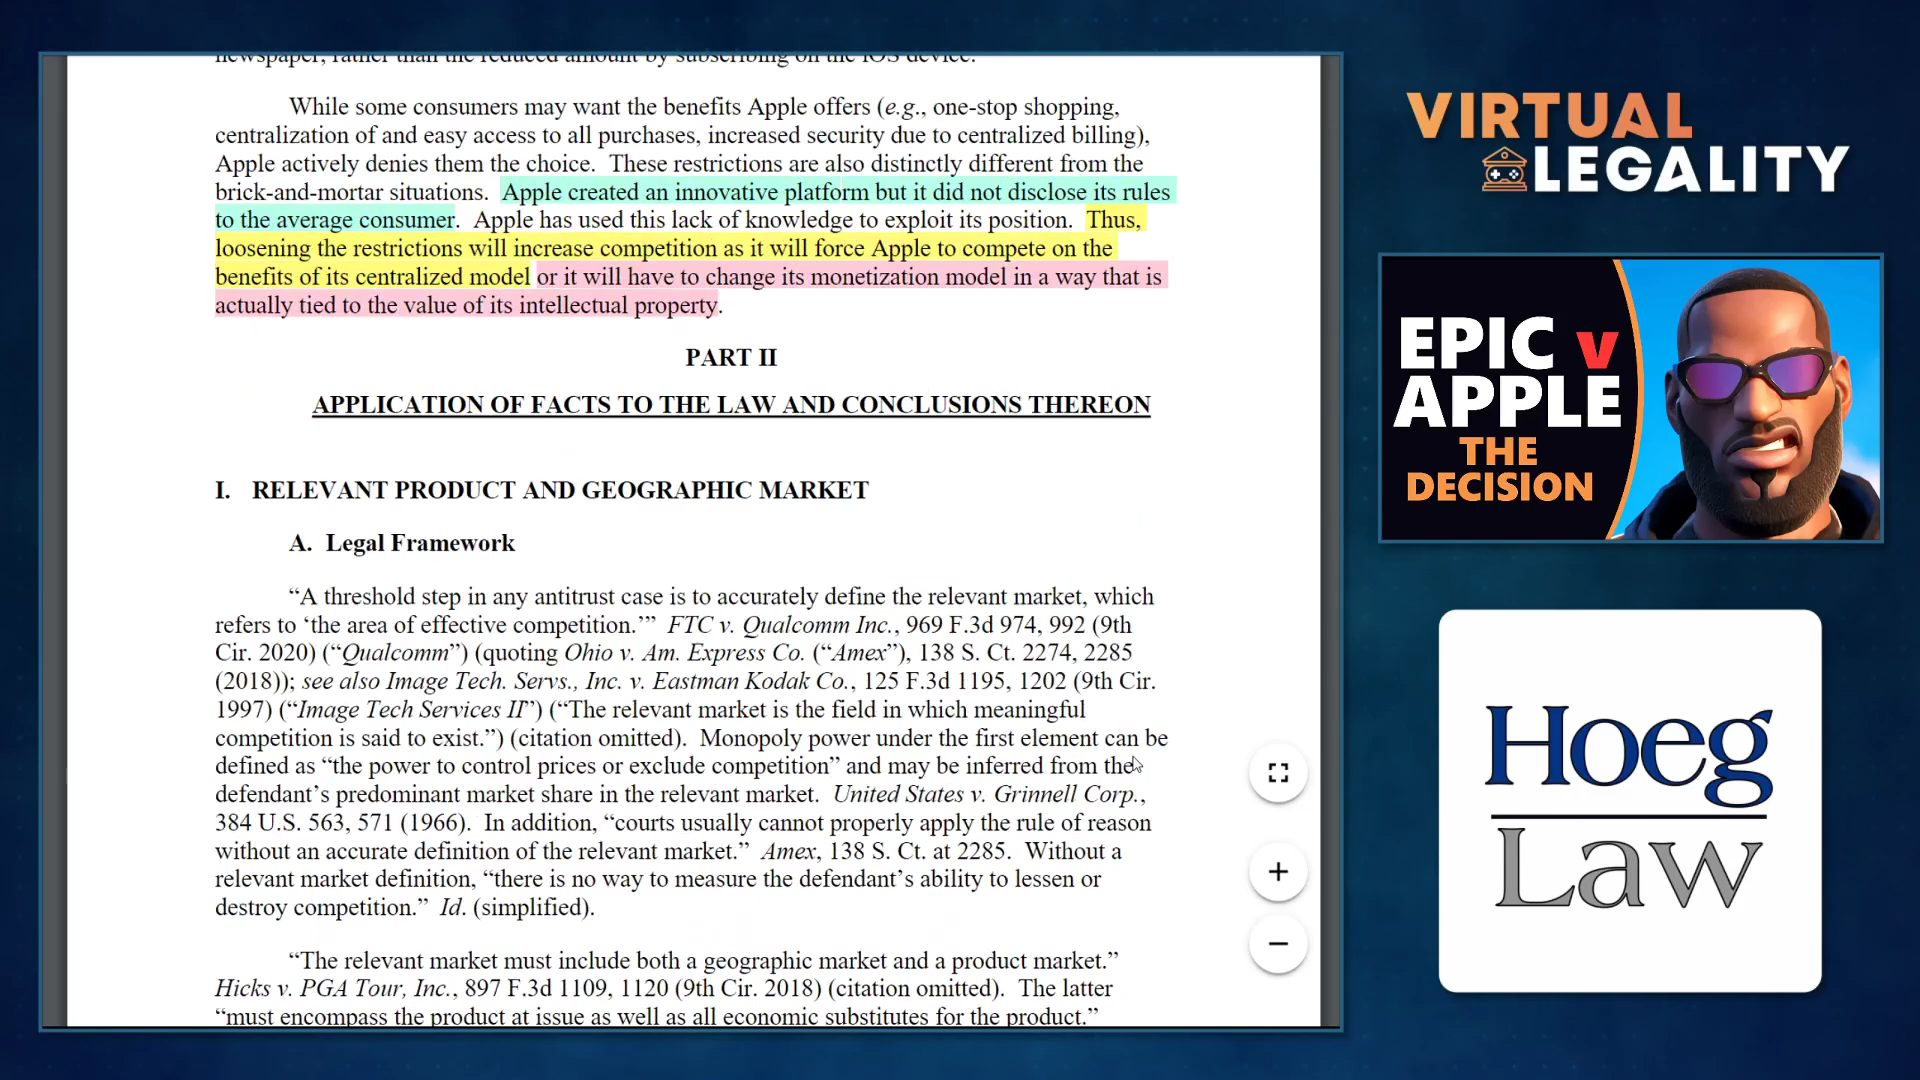 newspaper, rather than the reduced amount by subscribing on the iOS device.
While some consumers may want the benefits Apple offers (e.g., one-stop shopping,
centralization of and easy access to all purchases, increased security due to centralized billing),
Apple actively denies them the choice. These restrictions are also distinctly different from the
brick-and-mortar situations. Apple created an innovative platform but it did not disclose its rules
to the average consumer. Apple has used this lack of knowledge to exploit its position. Thus,
loosening the restrictions will increase competition as it will force Apple to compete on the
benefits of its centralized model or it will have to change its monetization model in a way that is
actually tied to the value of its intellectual property.
PART II
APPLICATION OF FACTS TO THE LAW AND CONCLUSIONS THEREON
I. RELEVANT PRODUCT AND GEOGRAPHIC MARKET
A. Legal Framework
“A threshold step in any antitrust case is to accurately define the relevant market, which
refers to ‘the area of effective competition.’” FTC v. Qualcomm Inc., 969 F.3d 974, 992 (9th
Cir. 2020) (“Qualcomm”) (quoting Ohio v. Am. Express Co. (“Amex”), 138 S. Ct. 2274, 2285
(2018)); see also Image Tech. Servs., Inc. v. Eastman Kodak Co., 125 F.3d 1195, 1202 (9th Cir.
1997) (“Image Tech Services II”) (“The relevant market is the field in which meaningful
competition is said to exist.”) (citation omitted). Monopoly power under the first element can be
defined as “the power to control prices or exclude competition” and may be inferred from the
defendant’s predominant market share in the relevant market. United States v. Grinnell Corp.,
384 U.S. 563, 571 (1966). In addition, “courts usually cannot properly apply the rule of reason
without an accurate definition of the relevant market.” Amex, 138 S. Ct. at 2285. Without a
relevant market definition, “there is no way to measure the defendant’s ability to lessen or
destroy competition.” Id. (simplified).
“The relevant market must include both a geographic market and a product market.”
Hicks v. PGA Tour, Inc., 897 F.3d 1109, 1120 (9th Cir. 2018) (citation omitted). The latter
“must encompass the product at issue as well as all economic substitutes for the product.”
VIRTUAL
LEGALITY
EPIC v
APPLE
THE
DECISION
Hoeg
Law